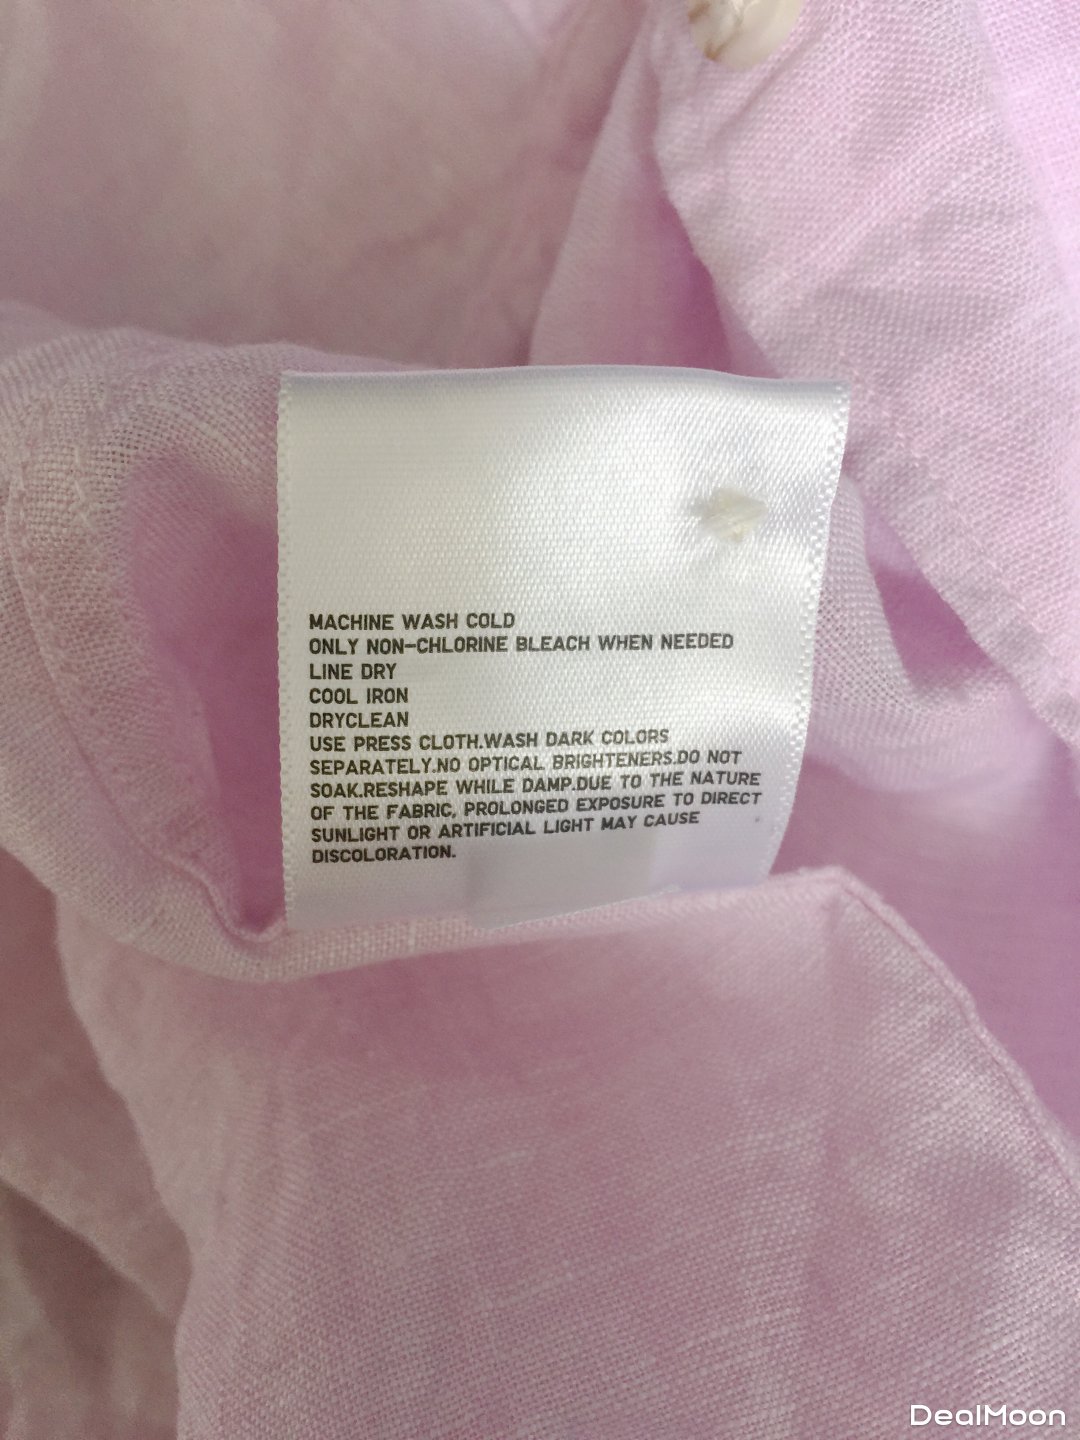 MACHINE WASH COLD
ONLY NON-CHLORINE BLEACH WHEN NEEDED
LINE DRY
COOL IRON
DRYCLEAN
USE PRESS CLOTH.WASH DARK COLORS
SEPARATELY.NO OPTICAL BRIGHTENERS.DO NOT
SOAK.RESHAPE WHILE DAMP.DUE TO THE NATURE
OF THE FABRIC, PROLONGED EXPOSURE TO DIRECT
SUNLIGHT OR ARTIFICIAL LIGHT MAY CAUSE
DISCOLORATION.
DealMoon